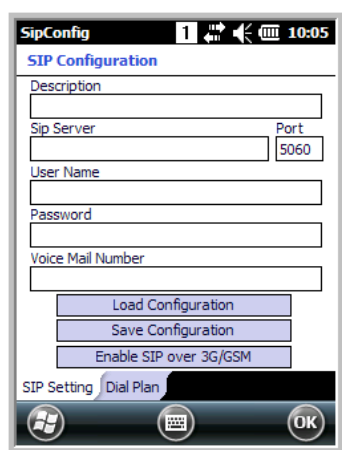 SipConfig 1 10:05
SIP Configuration
Description
Sip Server Port
5060
User Name
Password
Voice Mail Number
Load Configuration
Save Configuration
Enable SIP over 3G/GSM
SIP Setting Dial Plan
OK